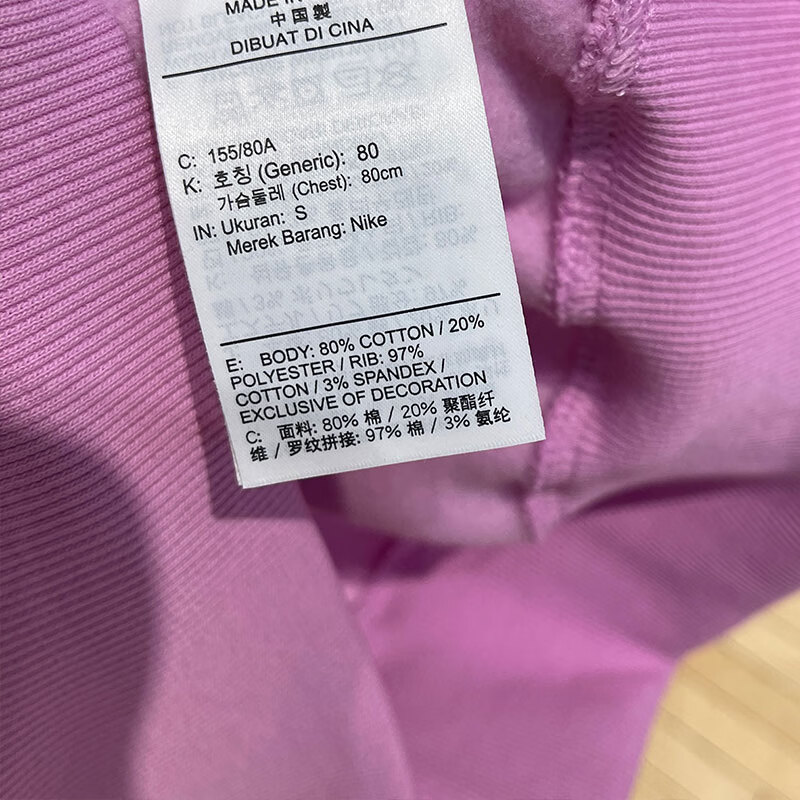 MADE IN
中国製
DIBUAT DI CINA
C: 155/80A
K: 호칭 (Generic): 80
가슴둘레 (Chest): 80cm
IN: Ukuran: S
Merek Barang: Nike
E: BODY: 80% COTTON / 20%
POLYESTER / RIB: 97%
COTTON / 3% SPANDEX /
EXCLUSIVE OF DECORATION
C: 面料: 80% 棉 / 20% 聚酯纤
维 / 罗纹拼接: 97% 棉 / 3% 氨纶